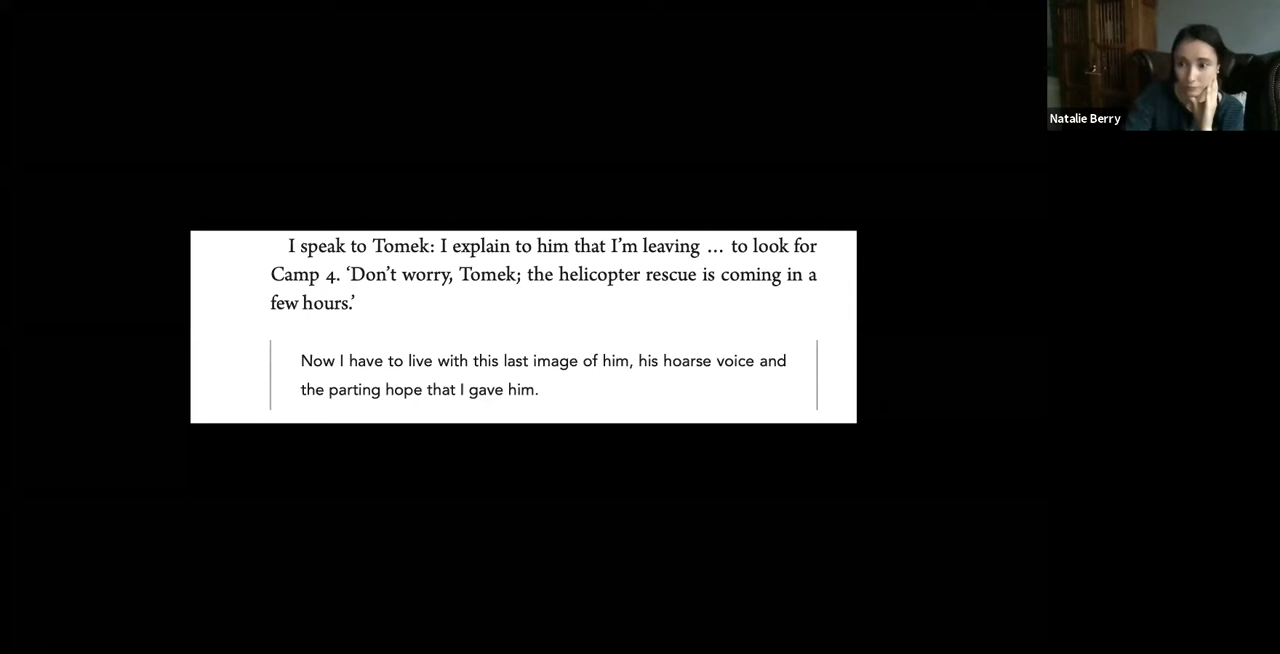 Natalie Berry
I speak to Tomek: I explain to him that I’m leaving … to look for
Camp 4. ‘Don’t worry, Tomek; the helicopter rescue is coming in a
few hours.’
Now I have to live with this last image of him, his hoarse voice and
the parting hope that I gave him.